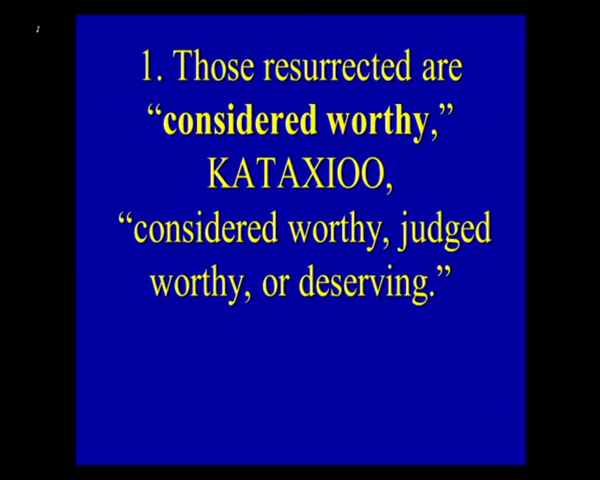 1. Those resurrected are
“considered worthy,”
KATAXIOO,
“considered worthy, judged
worthy, or deserving.”